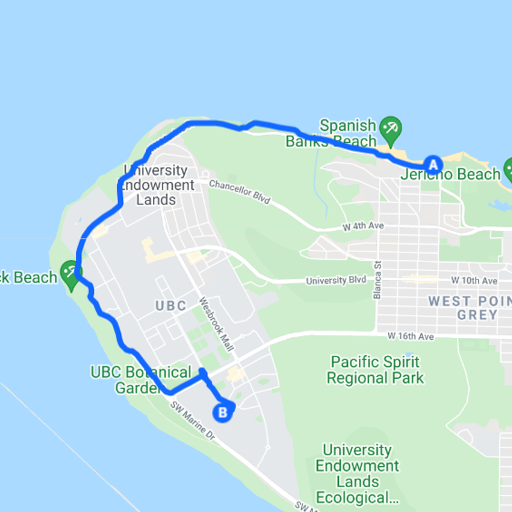 Spanish
Banks Beach
A
Jericho Beach
University
Endowment
Lands
Chancellor Blvd
W 4th Ave
ck Beach
University Blvd
Blanca St
W 10th Ave
UBC
Wesbrook Mall
WEST POIN
GREY
W 16th Ave
UBC Botanical
Garden
Pacific Spirit
Regional Park
B
SW Marine Dr.
University
Endowment
Lands
Ecological...
SW M